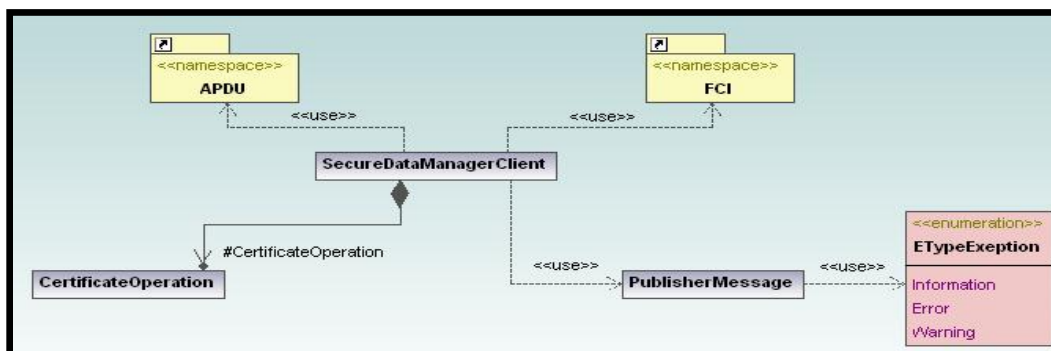 <<namespace>>
APDU
<<namespace>>
FCI
<<use>>
<<use>>
SecureDataManagerClient
#CertificateOperation
CertificateOperation
<<use>>
PublisherMessage
<<use>>
<<enumeration>>
ETypeExeption
Information
Error
Warning